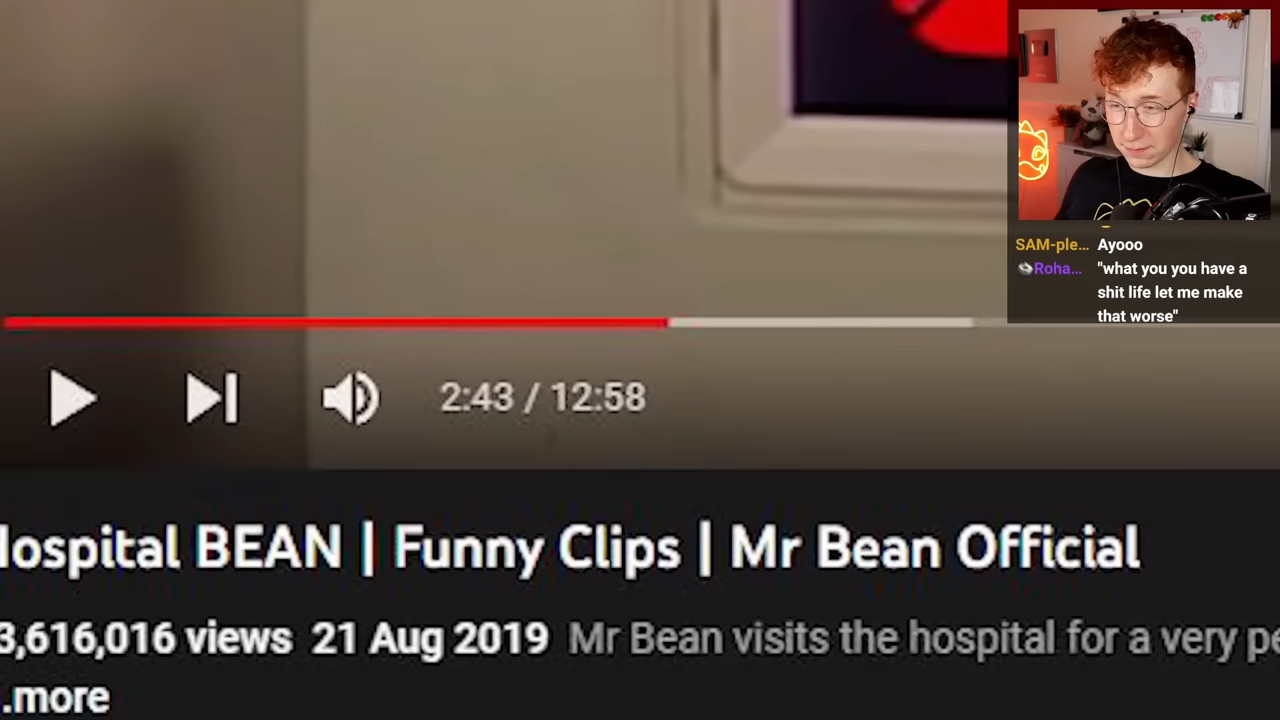 SAM-ple... Ayooo
Roha... "what you you have a
shit life let me make
that worse"
2:43 / 12:58
Hospital BEAN | Funny Clips | Mr Bean Official
3,616,016 views 21 Aug 2019 Mr Bean visits the hospital for a very pe
..more